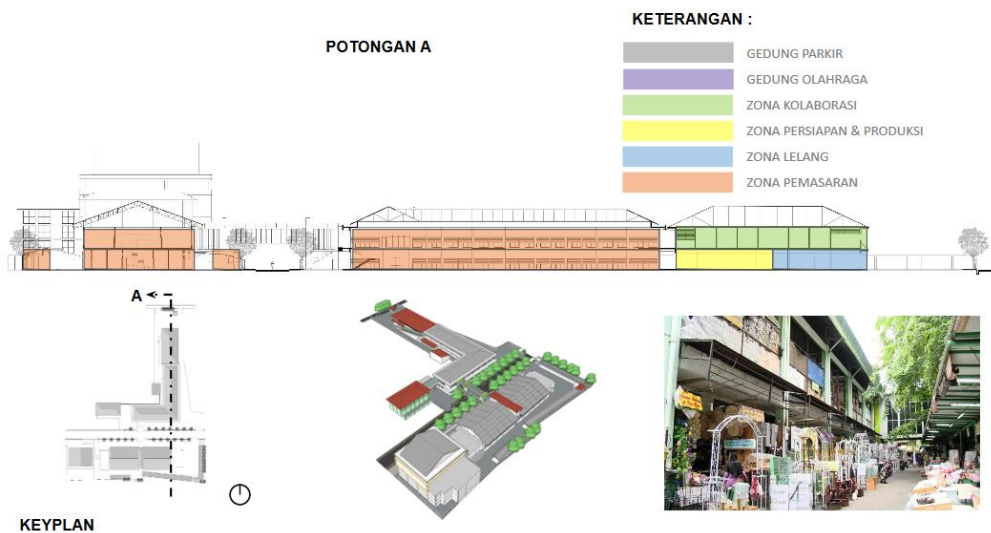 KETERANGAN :
POTONGAN A
GEDUNG PARKIR
GEDUNG OLAHRAGA
ZONA KOLABORASI
ZONA PERSIAPAN & PRODUKSI
ZONA LELANG
ZONA PEMASARAN
A
KEYPLAN